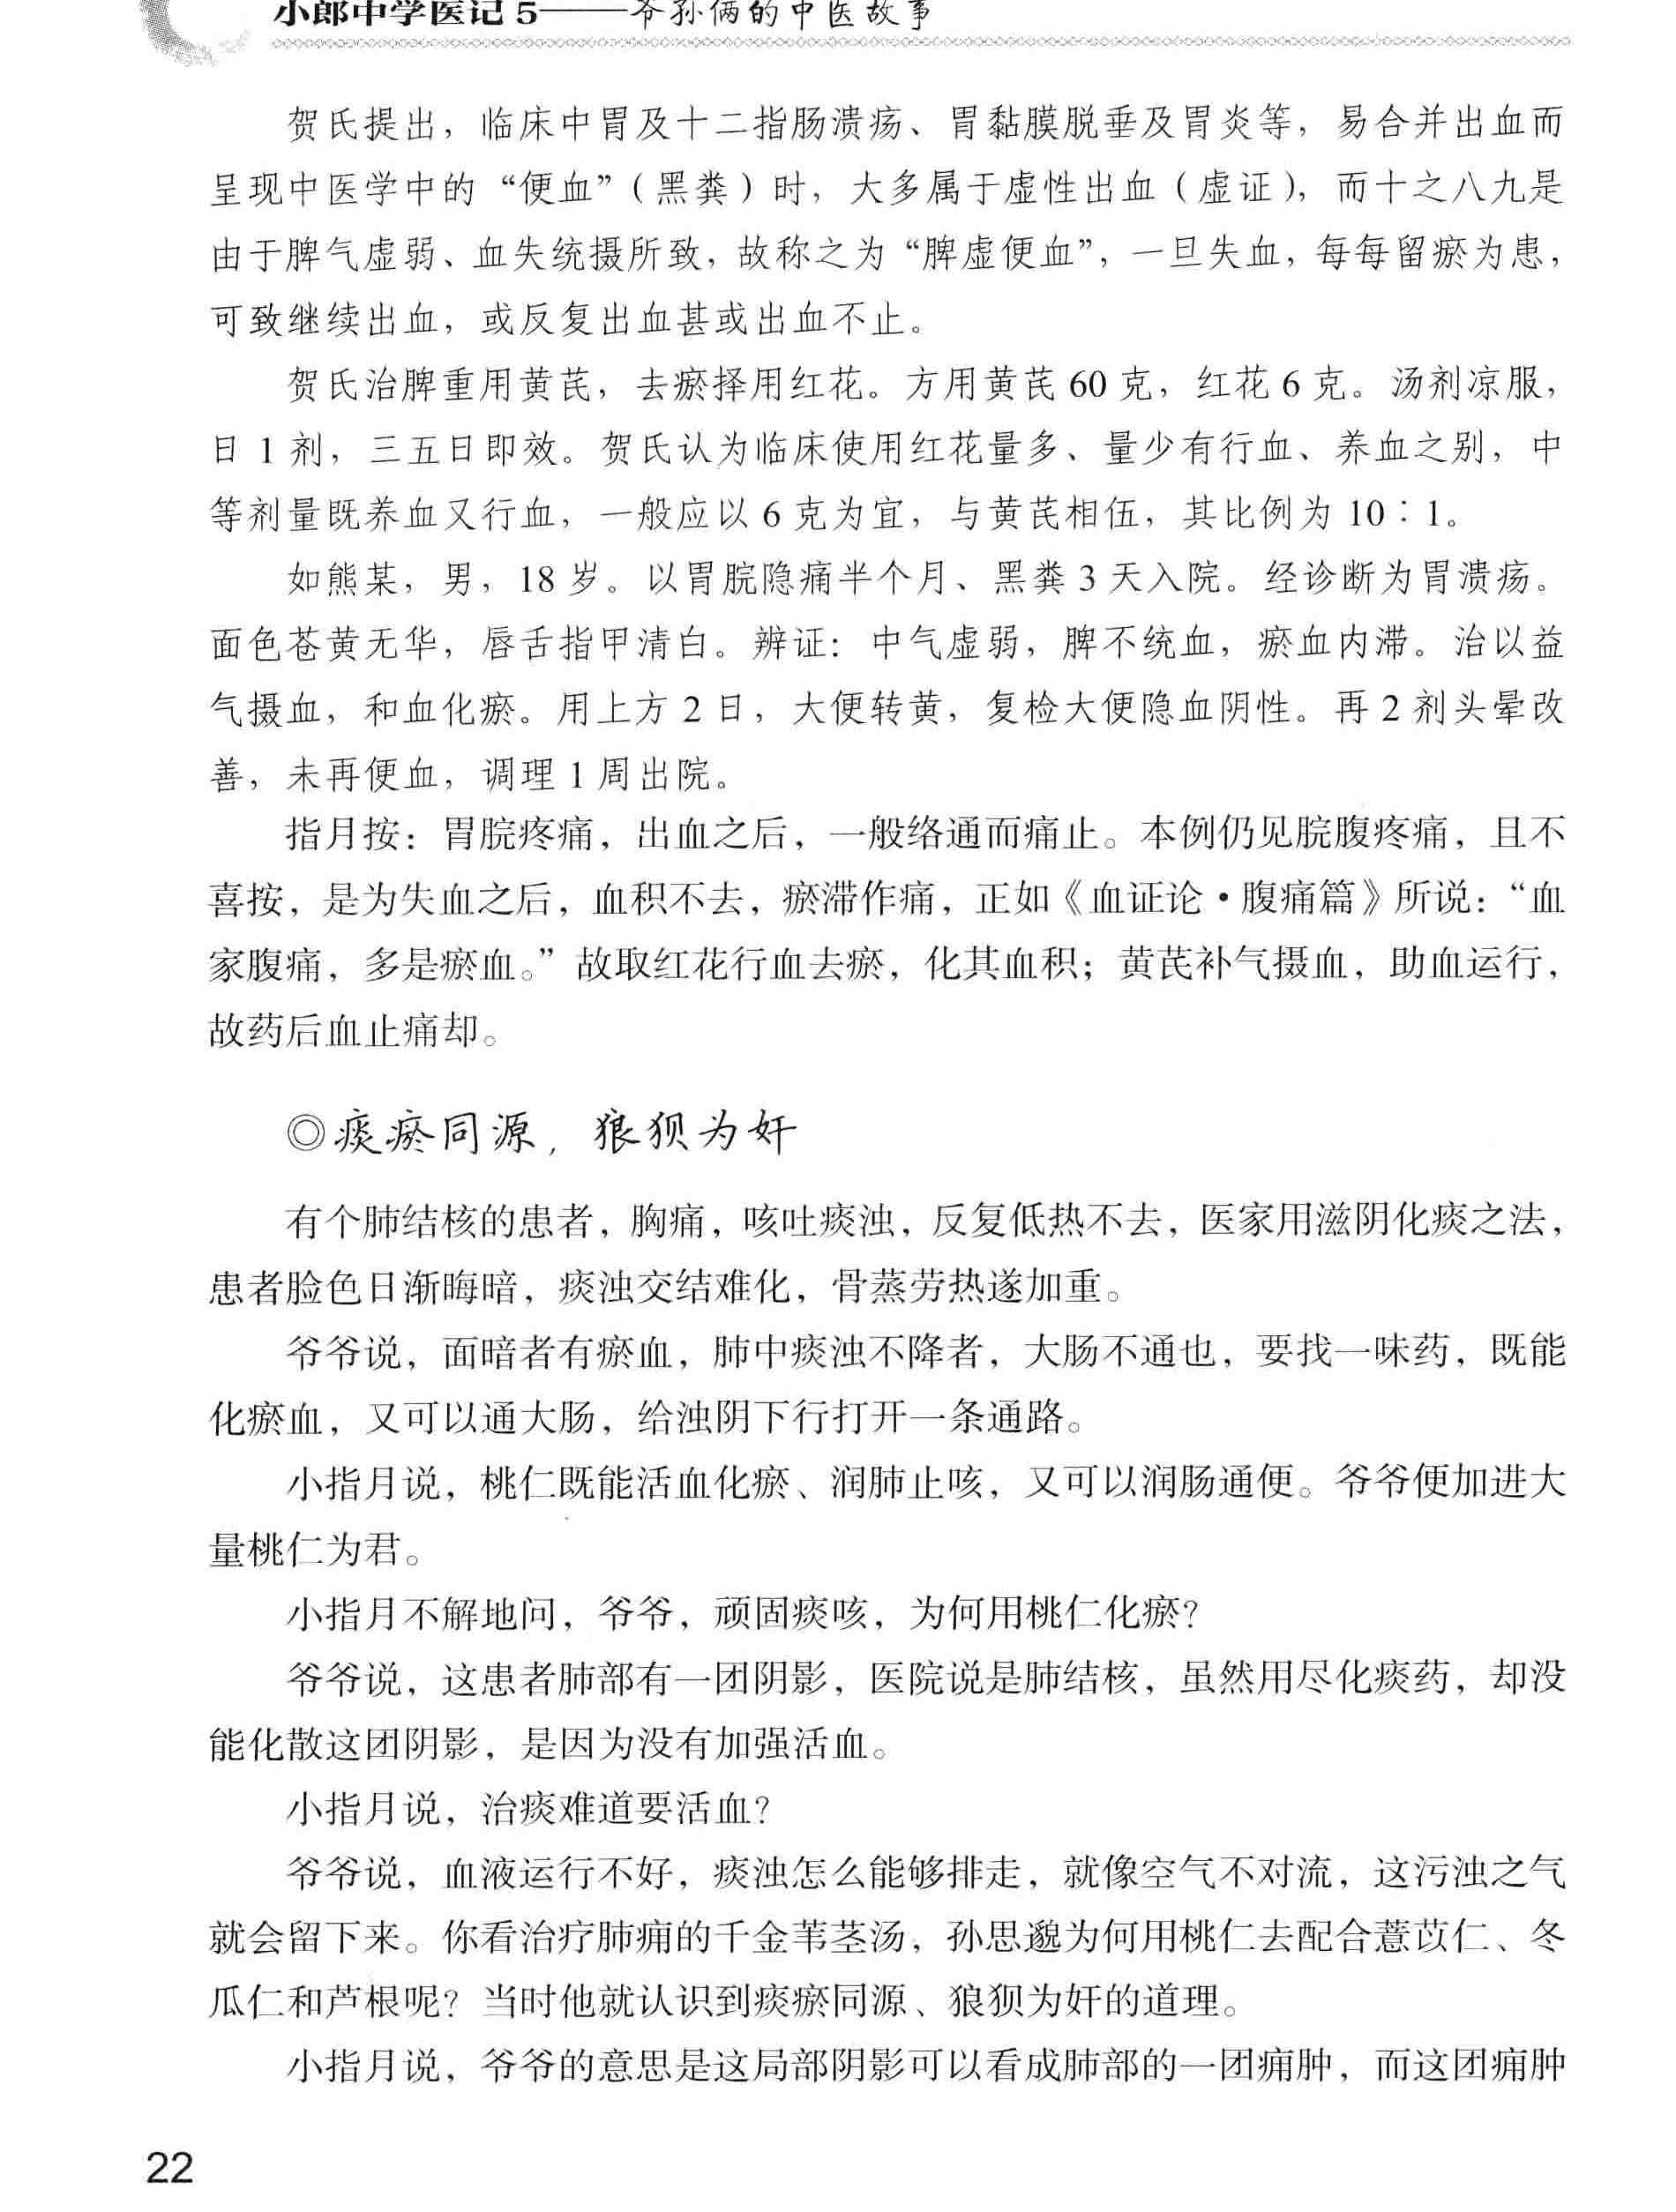 小郎中学医记5——爷孙俩的中医故事
贺氏提出，临床中胃及十二指肠溃疡、胃黏膜脱垂及胃炎等，易合并出血而
呈现中医学中的“便血”（黑粪）时，大多属于虚性出血（虚证），而十之八九是
由于脾气虚弱、血失统摄所致，故称之为“脾虚便血”，一旦失血，每每留瘀为患，
可致继续出血，或反复出血甚或出血不止。
贺氏治脾重用黄芪，去瘀择用红花。方用黄芪60克，红花6克。汤剂凉服，
日1剂，三五日即效。贺氏认为临床使用红花量多、量少有行血、养血之别，中
等剂量既养血又行血，一般应以6克为宜，与黄芪相伍，其比例为10∶1。
如熊某，男，18岁。以胃脘隐痛半个月、黑粪3天入院。经诊断为胃溃疡。
面色苍黄无华，唇舌指甲清白。辨证：中气虚弱，脾不统血，瘀血内滞。治以益
气摄血，和血化瘀。用上方2日，大便转黄，复检大便隐血阴性。再2剂头晕改
善，未再便血，调理1周出院。
指月按：胃脘疼痛，出血之后，一般络通而痛止。本例仍见脘腹疼痛，且不
喜按，是为失血之后，血积不去，瘀滞作痛，正如《血证论·腹痛篇》所说：“血
家腹痛，多是瘀血。”故取红花行血去瘀，化其血积；黄芪补气摄血，助血运行，
故药后血止痛却。
◎痰瘀同源，狼狈为奸
有个肺结核的患者，胸痛，咳吐痰浊，反复低热不去，医家用滋阴化痰之法，
患者脸色日渐晦暗，痰浊交结难化，骨蒸劳热遂加重。
爷爷说，面暗者有瘀血，肺中痰浊不降者，大肠不通也，要找一味药，既能
化瘀血，又可以通大肠，给浊阴下行打开一条通路。
小指月说，桃仁既能活血化瘀、润肺止咳，又可以润肠通便。爷爷便加进大
量桃仁为君。
小指月不解地问，爷爷，顽固痰咳，为何用桃仁化瘀？
爷爷说，这患者肺部有一团阴影，医院说是肺结核，虽然用尽化痰药，却没
能化散这团阴影，是因为没有加强活血。
小指月说，治痰难道要活血？
爷爷说，血液运行不好，痰浊怎么能够排走，就像空气不对流，这污浊之气
就会留下来。你看治疗肺痈的千金苇茎汤，孙思邈为何用桃仁去配合薏苡仁、冬
瓜仁和芦根呢？当时他就认识到痰瘀同源、狼狈为奸的道理。
小指月说，爷爷的意思是这局部阴影可以看成肺部的一团痈肿，而这团痈肿
22